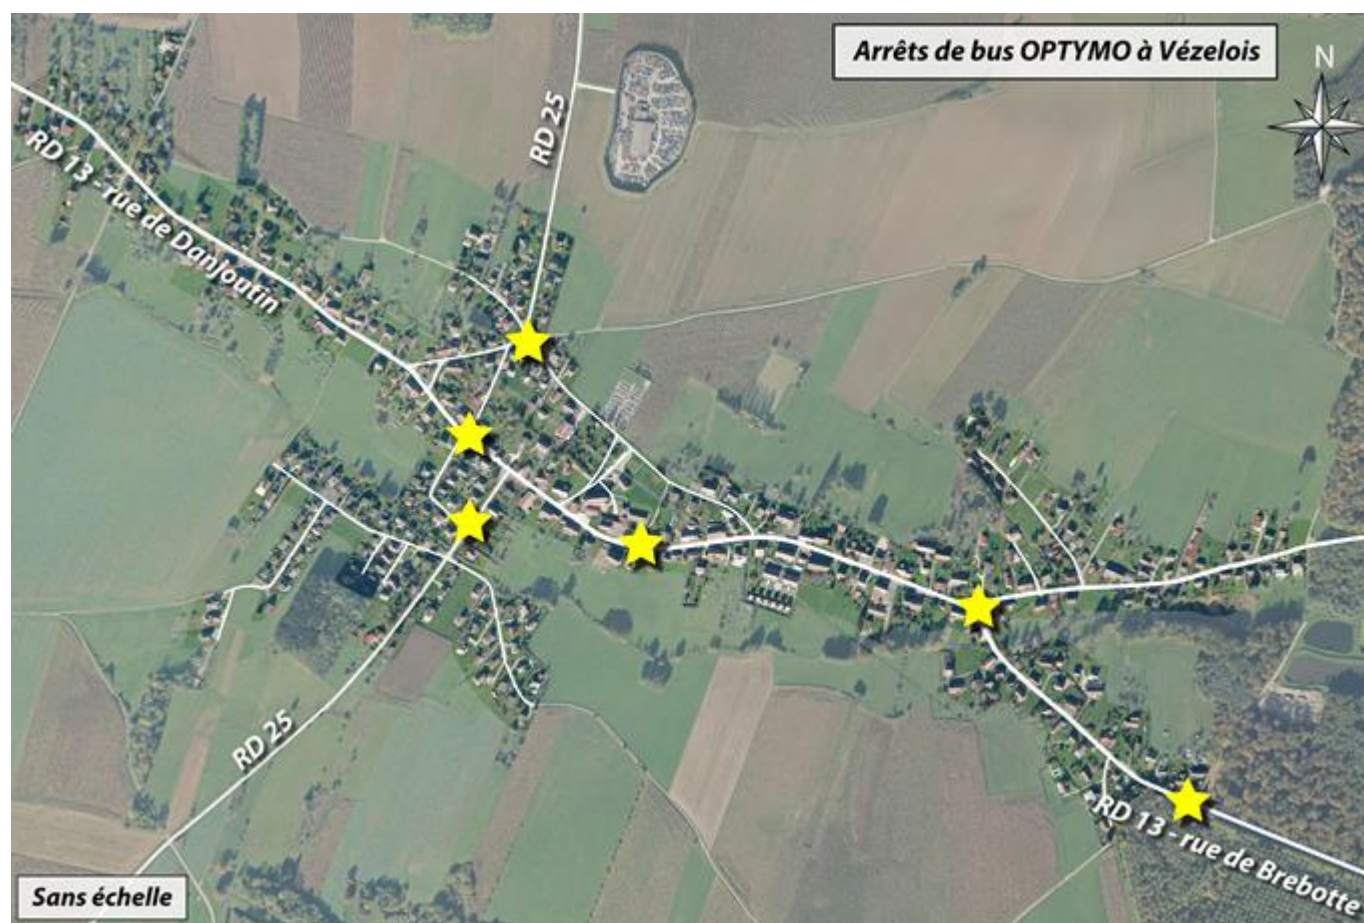 Arrêts de bus OPTYMO à Vézelois
N
RD 25
RD 13 - rue de Danjoutin
RD 25
RD 13 - rue de Brebotte
Sans échelle